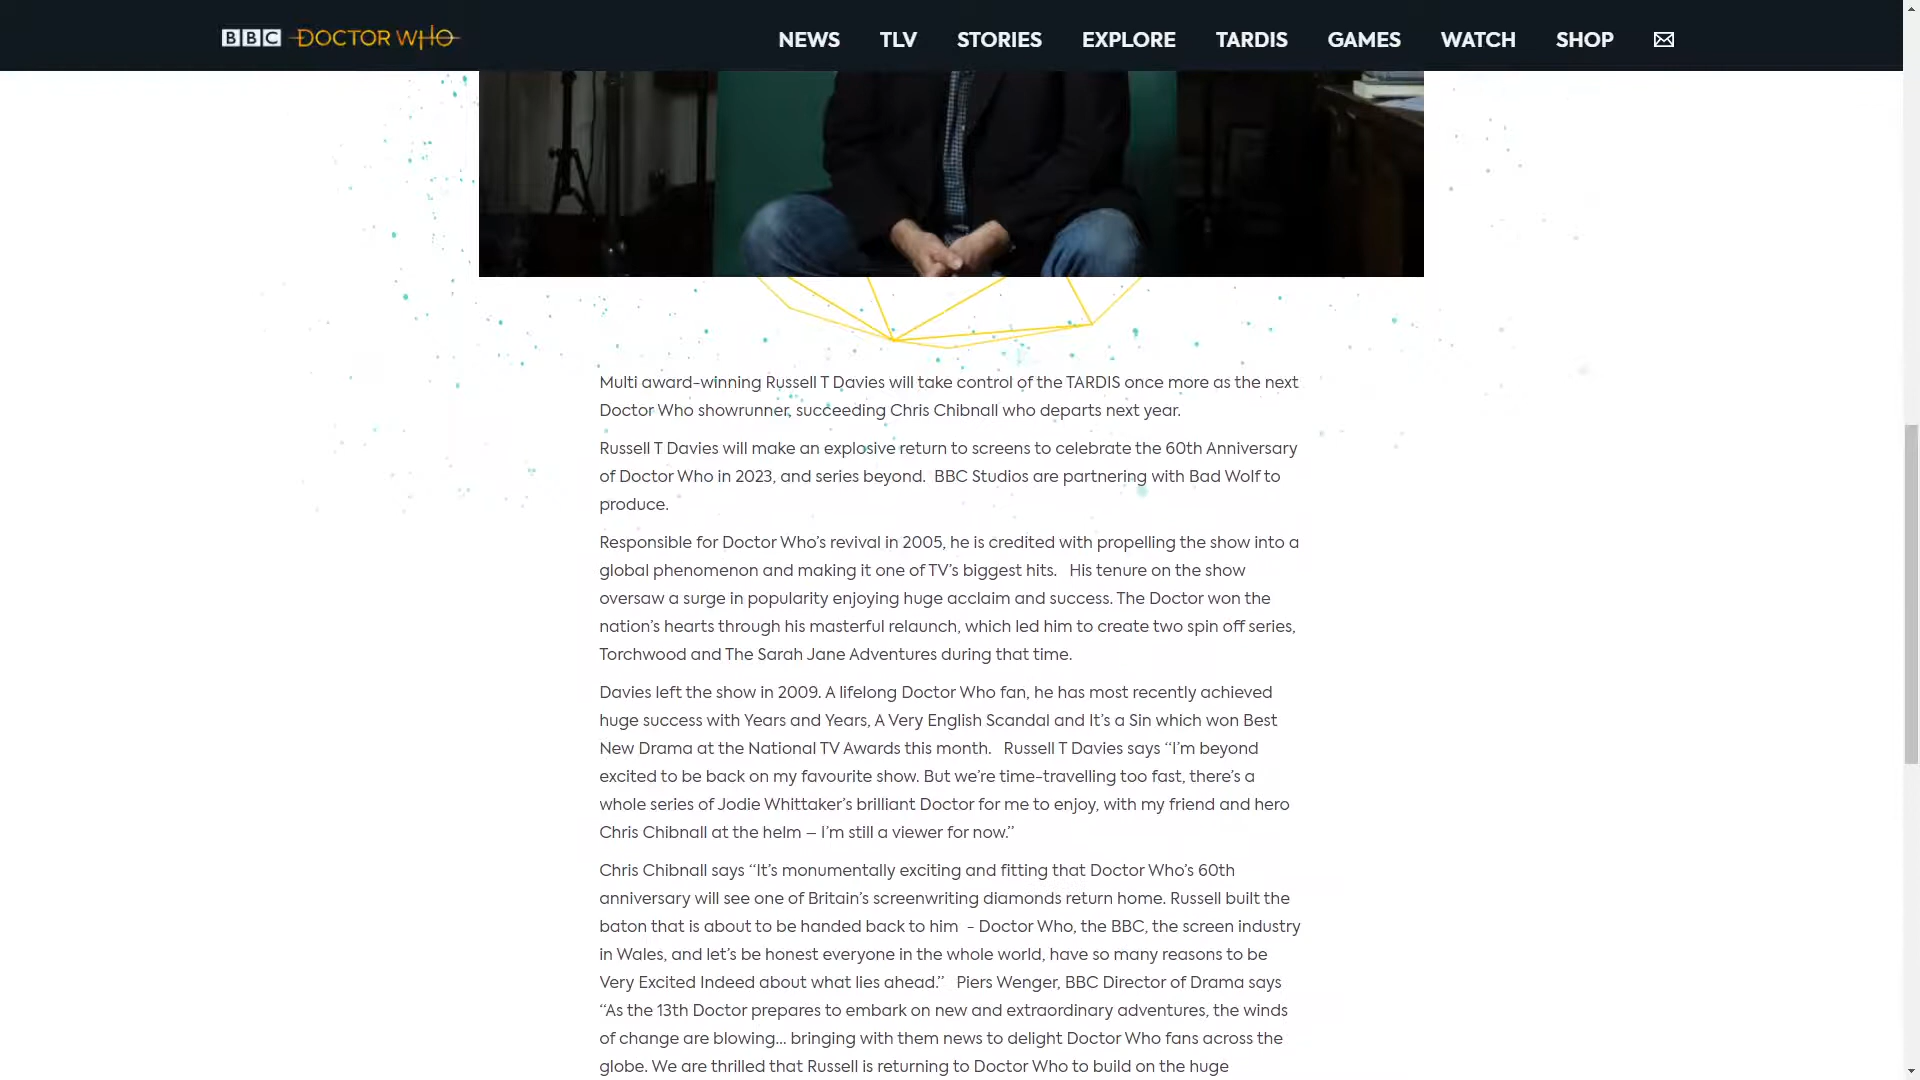 BBC DOCTOR WHO NEWS TLV STORIES EXPLORE TARDIS GAMES WATCH SHOP
Multi award-winning Russell T Davies will take control of the TARDIS once more as the next
Doctor Who showrunner, succeeding Chris Chibnall who departs next year.
Russell T Davies will make an explosive return to screens to celebrate the 60th Anniversary
of Doctor Who in 2023, and series beyond.  BBC Studios are partnering with Bad Wolf to
produce.
Responsible for Doctor Who’s revival in 2005, he is credited with propelling the show into a
global phenomenon and making it one of TV’s biggest hits.   His tenure on the show
oversaw a surge in popularity enjoying huge acclaim and success. The Doctor won the
nation’s hearts through his masterful relaunch, which led him to create two spin off series,
Torchwood and The Sarah Jane Adventures during that time.
Davies left the show in 2009. A lifelong Doctor Who fan, he has most recently achieved
huge success with Years and Years, A Very English Scandal and It’s a Sin which won Best
New Drama at the National TV Awards this month.   Russell T Davies says “I’m beyond
excited to be back on my favourite show. But we’re time-travelling too fast, there’s a
whole series of Jodie Whittaker’s brilliant Doctor for me to enjoy, with my friend and hero
Chris Chibnall at the helm – I’m still a viewer for now.”
Chris Chibnall says “It’s monumentally exciting and fitting that Doctor Who’s 60th
anniversary will see one of Britain’s screenwriting diamonds return home. Russell built the
baton that is about to be handed back to him  - Doctor Who, the BBC, the screen industry
in Wales, and let’s be honest everyone in the whole world, have so many reasons to be
Very Excited Indeed about what lies ahead.”   Piers Wenger, BBC Director of Drama says
“As the 13th Doctor prepares to embark on new and extraordinary adventures, the winds
of change are blowing… bringing with them news to delight Doctor Who fans across the
globe. We are thrilled that Russell is returning to Doctor Who to build on the huge